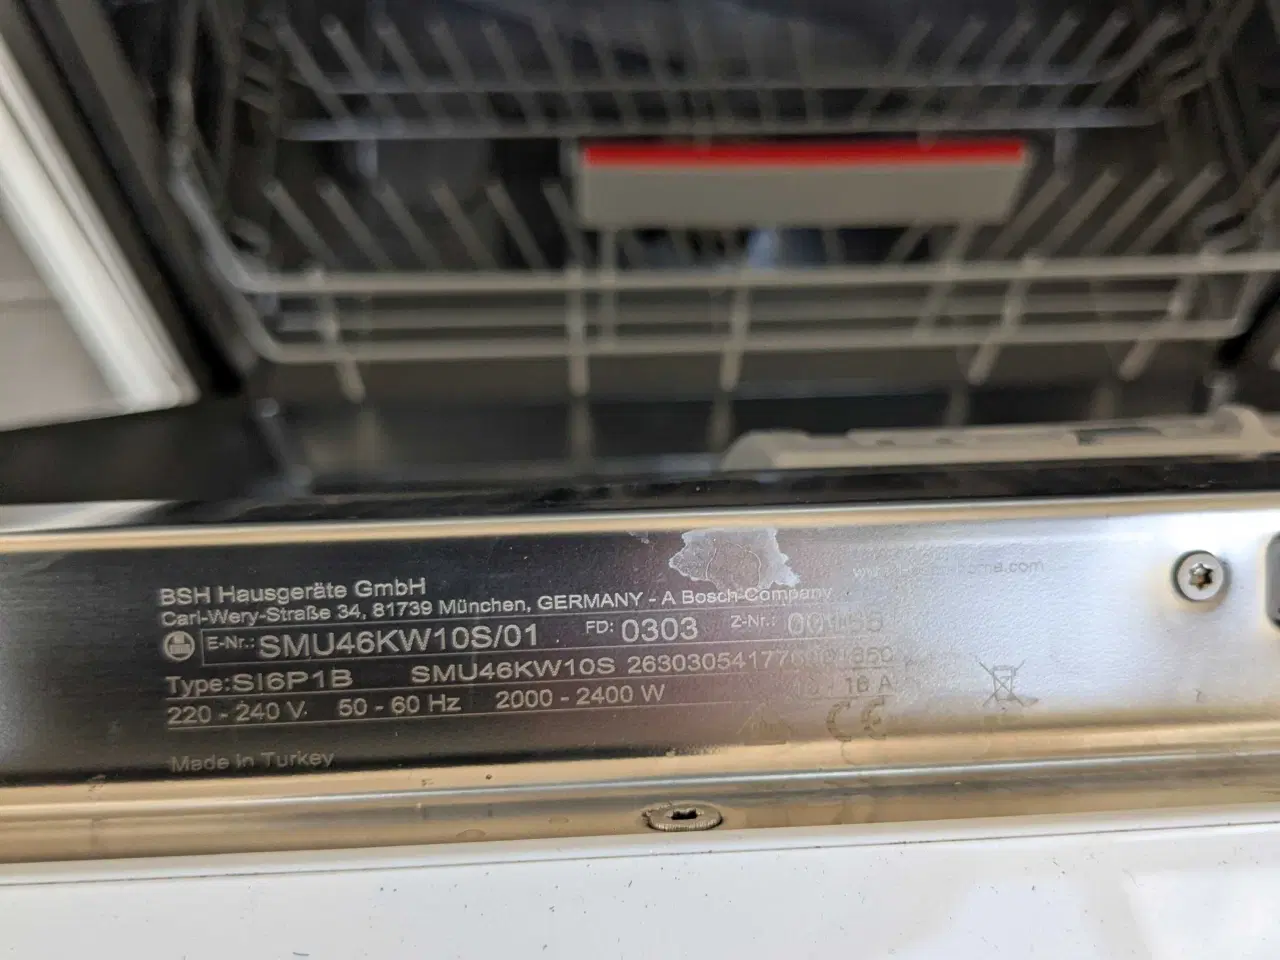 BSH Hausgeräte GmbH
Carl-Wery-Straße 34, 81739 München, GERMANY - A Bosch Company
E-Nr.: SMU46KW10S/01 FD: 0303 Z-Nr.:
Type: SI6P1B SMU46KW10S
220 - 240 V 50 - 60 Hz 2000 - 2400 W 16 A
CE
Made in Turkey